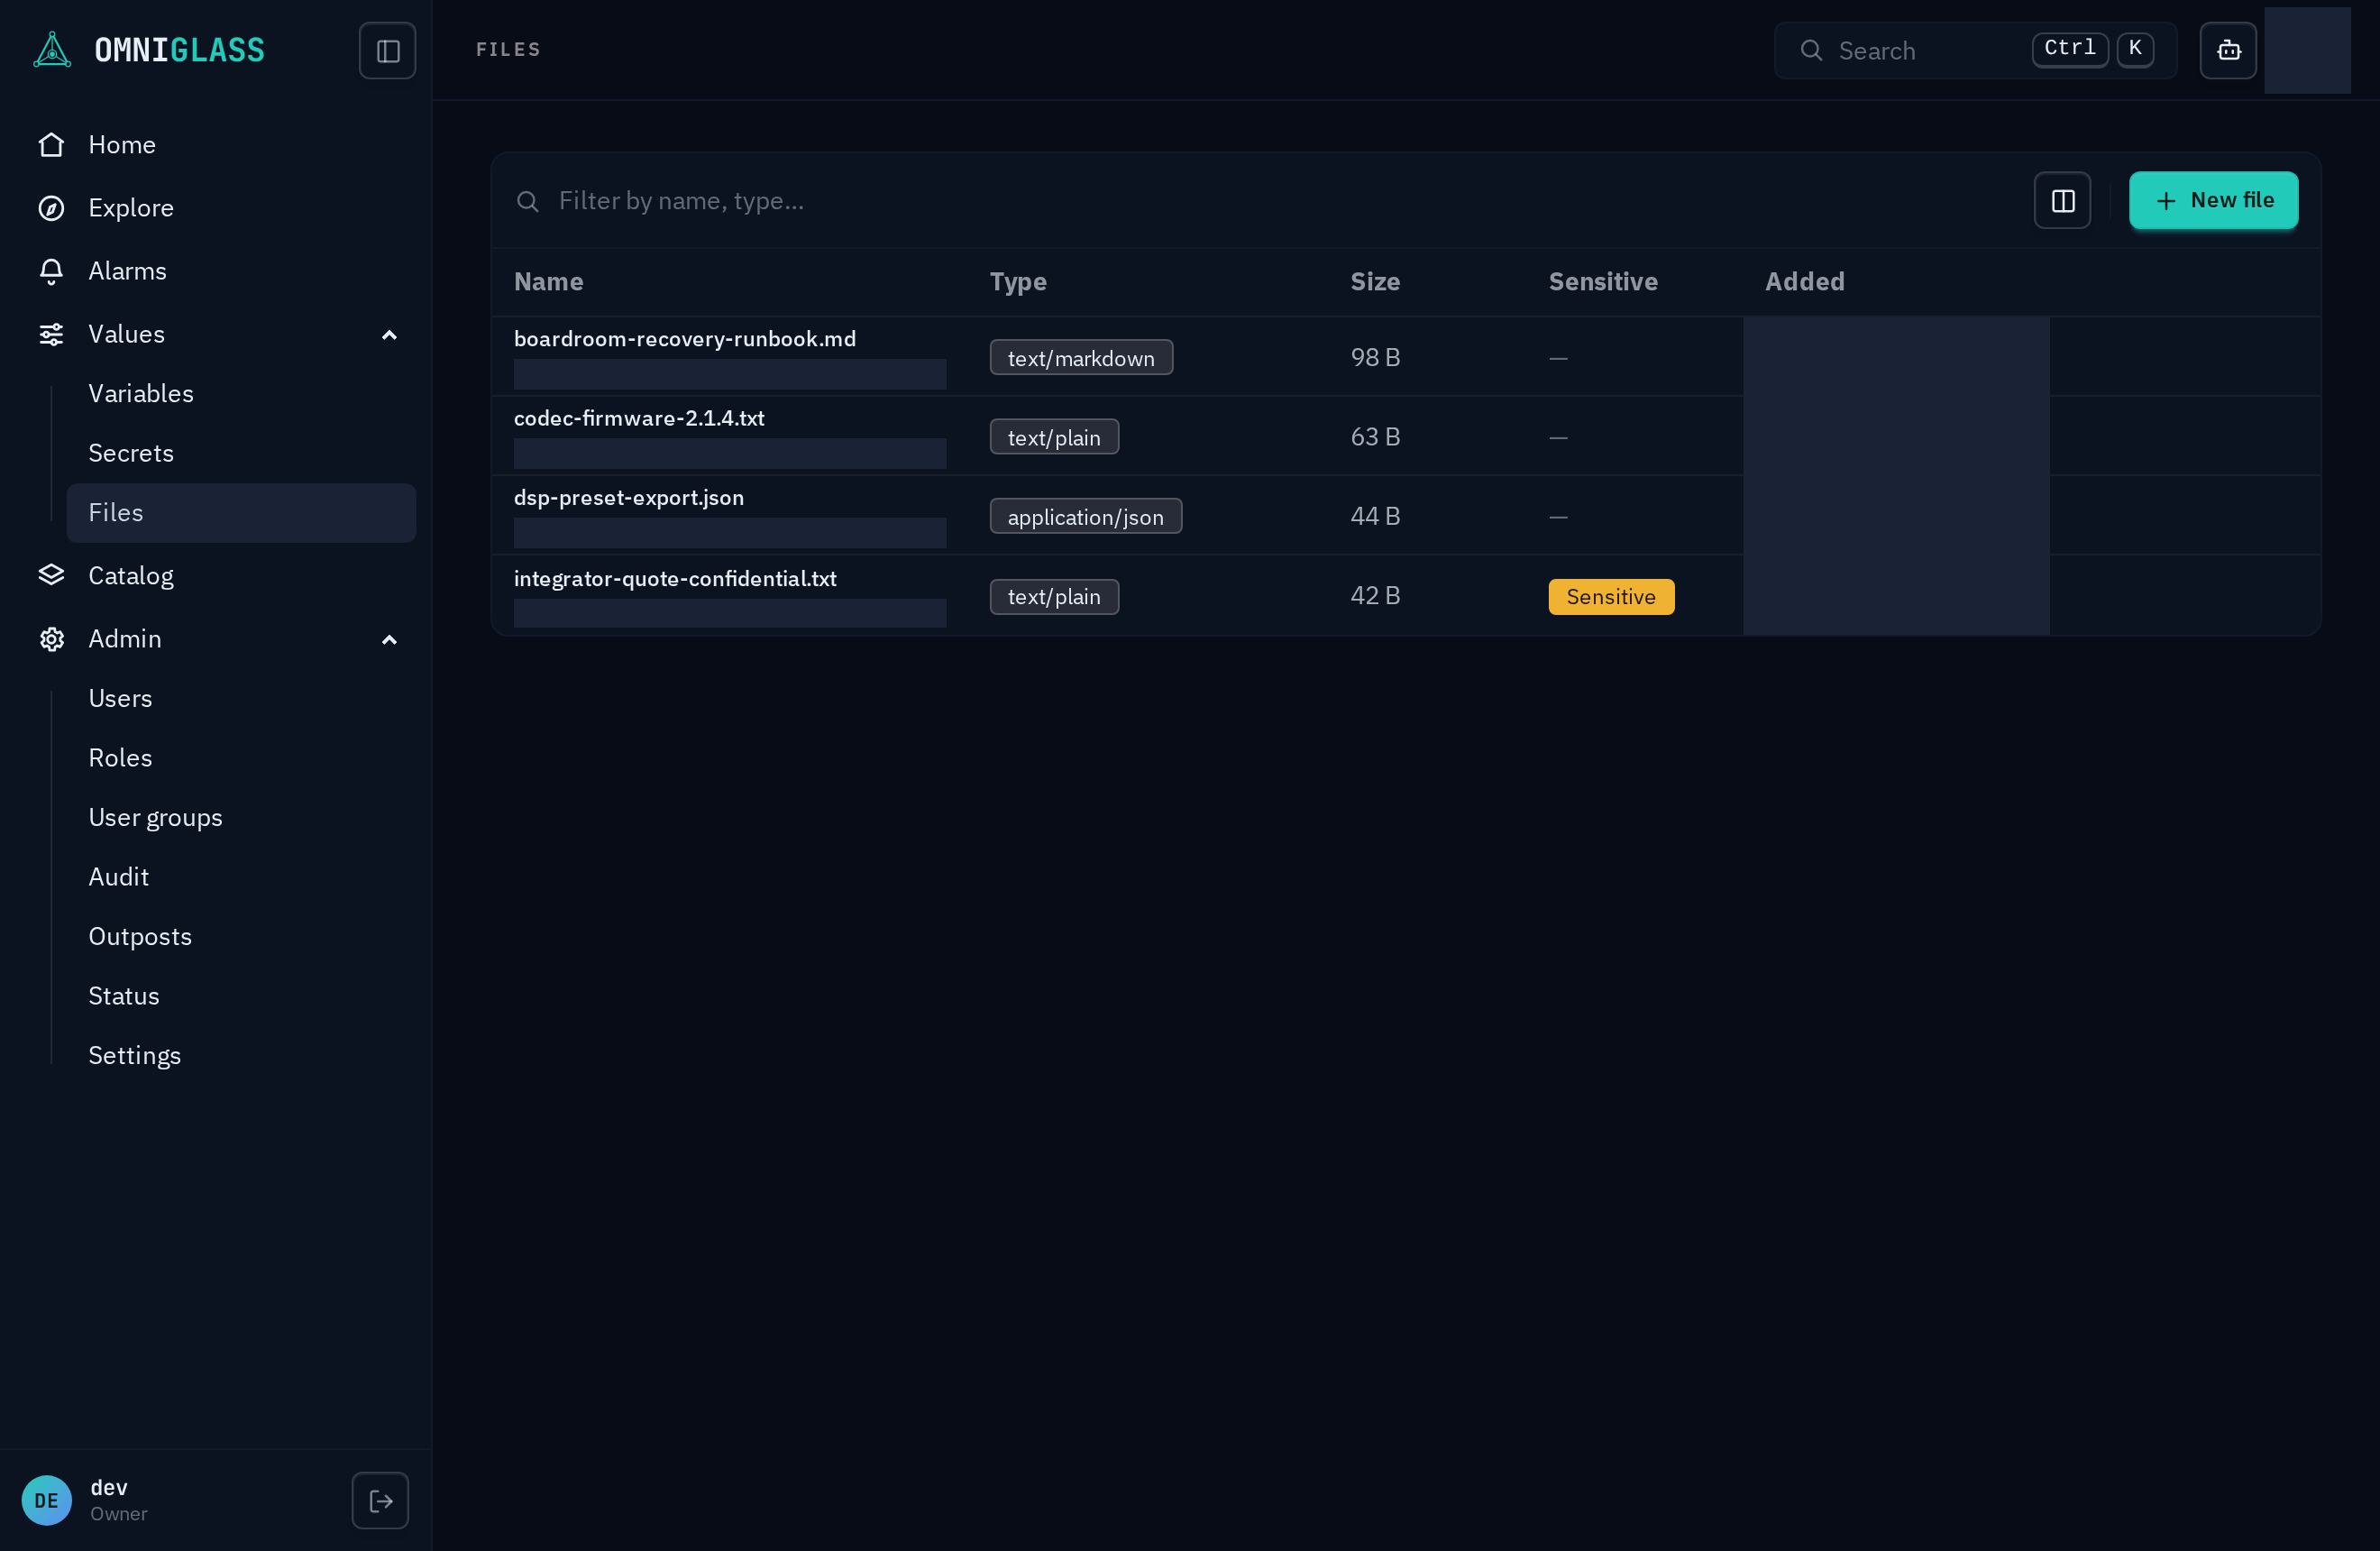 OMNIGLASS
FILES
Search
Ctrl K
Home
Explore
Alarms
Values
Variables
Secrets
Files
Catalog
Admin
Users
Roles
User groups
Audit
Outposts
Status
Settings
dev
DE
Owner
Filter by name, type...
New file
Name Type Size Sensitive Added
boardroom-recovery-runbook.md text/markdown 98 B —
codec-firmware-2.1.4.txt text/plain 63 B —
dsp-preset-export.json application/json 44 B —
integrator-quote-confidential.txt text/plain 42 B Sensitive